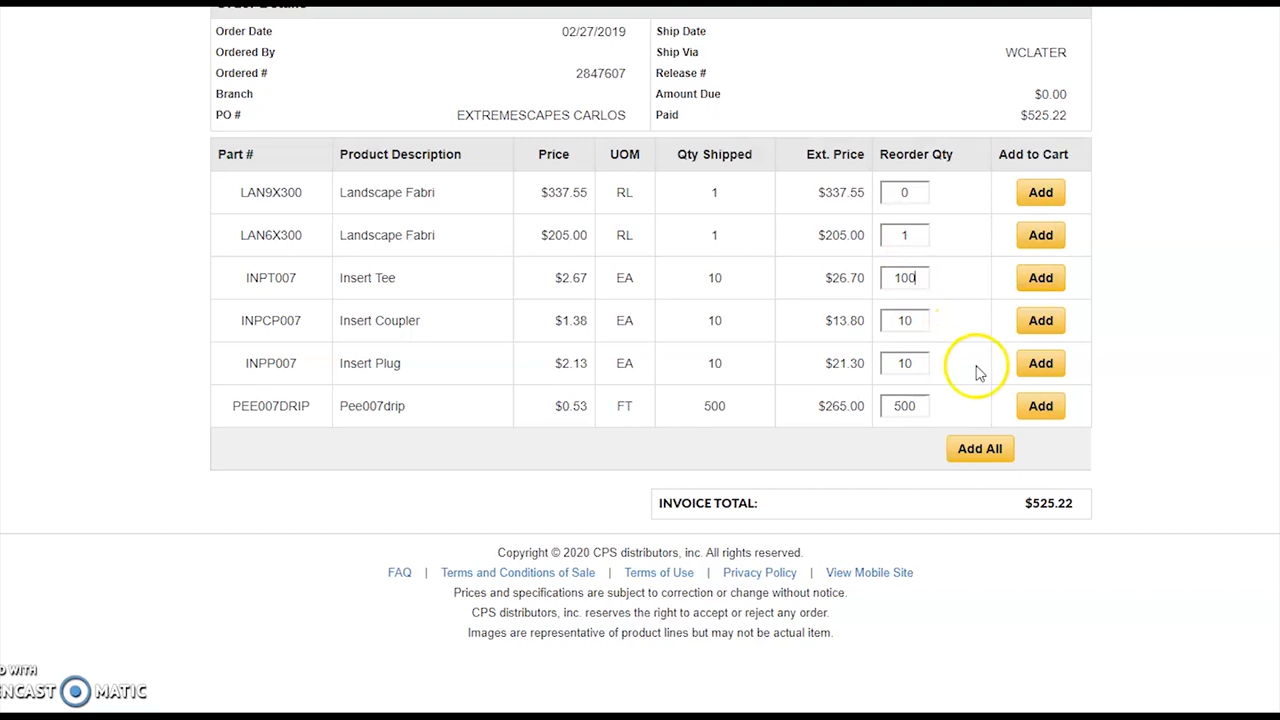 Order Details
Order Date 02/27/2019 Ship Date
Ordered By Ship Via WCLATER
Ordered # 2847607 Release #
Branch Amount Due $0.00
PO # EXTREMESCAPES CARLOS Paid $525.22
Part # Product Description Price UOM Qty Shipped Ext. Price Reorder Qty Add to Cart
LAN9X300 Landscape Fabri $337.55 RL 1 $337.55 0 Add
LAN6X300 Landscape Fabri $205.00 RL 1 $205.00 1 Add
INPT007 Insert Tee $2.67 EA 10 $26.70 100 Add
INPCP007 Insert Coupler $1.38 EA 10 $13.80 10 Add
INPP007 Insert Plug $2.13 EA 10 $21.30 10 Add
PEE007DRIP Pee007drip $0.53 FT 500 $265.00 500 Add
Add All
INVOICE TOTAL: $525.22
Copyright © 2020 CPS distributors, inc. All rights reserved.
FAQ | Terms and Conditions of Sale | Terms of Use | Privacy Policy | View Mobile Site
Prices and specifications are subject to correction or change without notice.
CPS distributors, inc. reserves the right to accept or reject any order.
Images are representative of product lines but may not be actual item.
D WITH
ENCAST MATIC